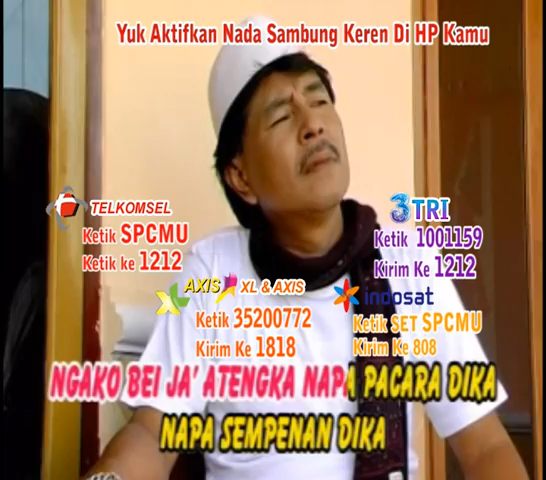 Yuk Aktifkan Nada Sambung Keren Di HP Kamu
TELKOMSEL
Ketik SPCMU
Ketik ke 1212
3 TRI
Ketik 1001159
Kirim Ke 1212
XL AXIS XL & AXIS
Ketik 35200772
Kirim Ke 1818
indosat
Ketik SET SPCMU
Kirim Ke 808
NGAKO BEI JA' ATENGKA NAPA PACARA DIKA
NAPA SEMPENAN DIKA